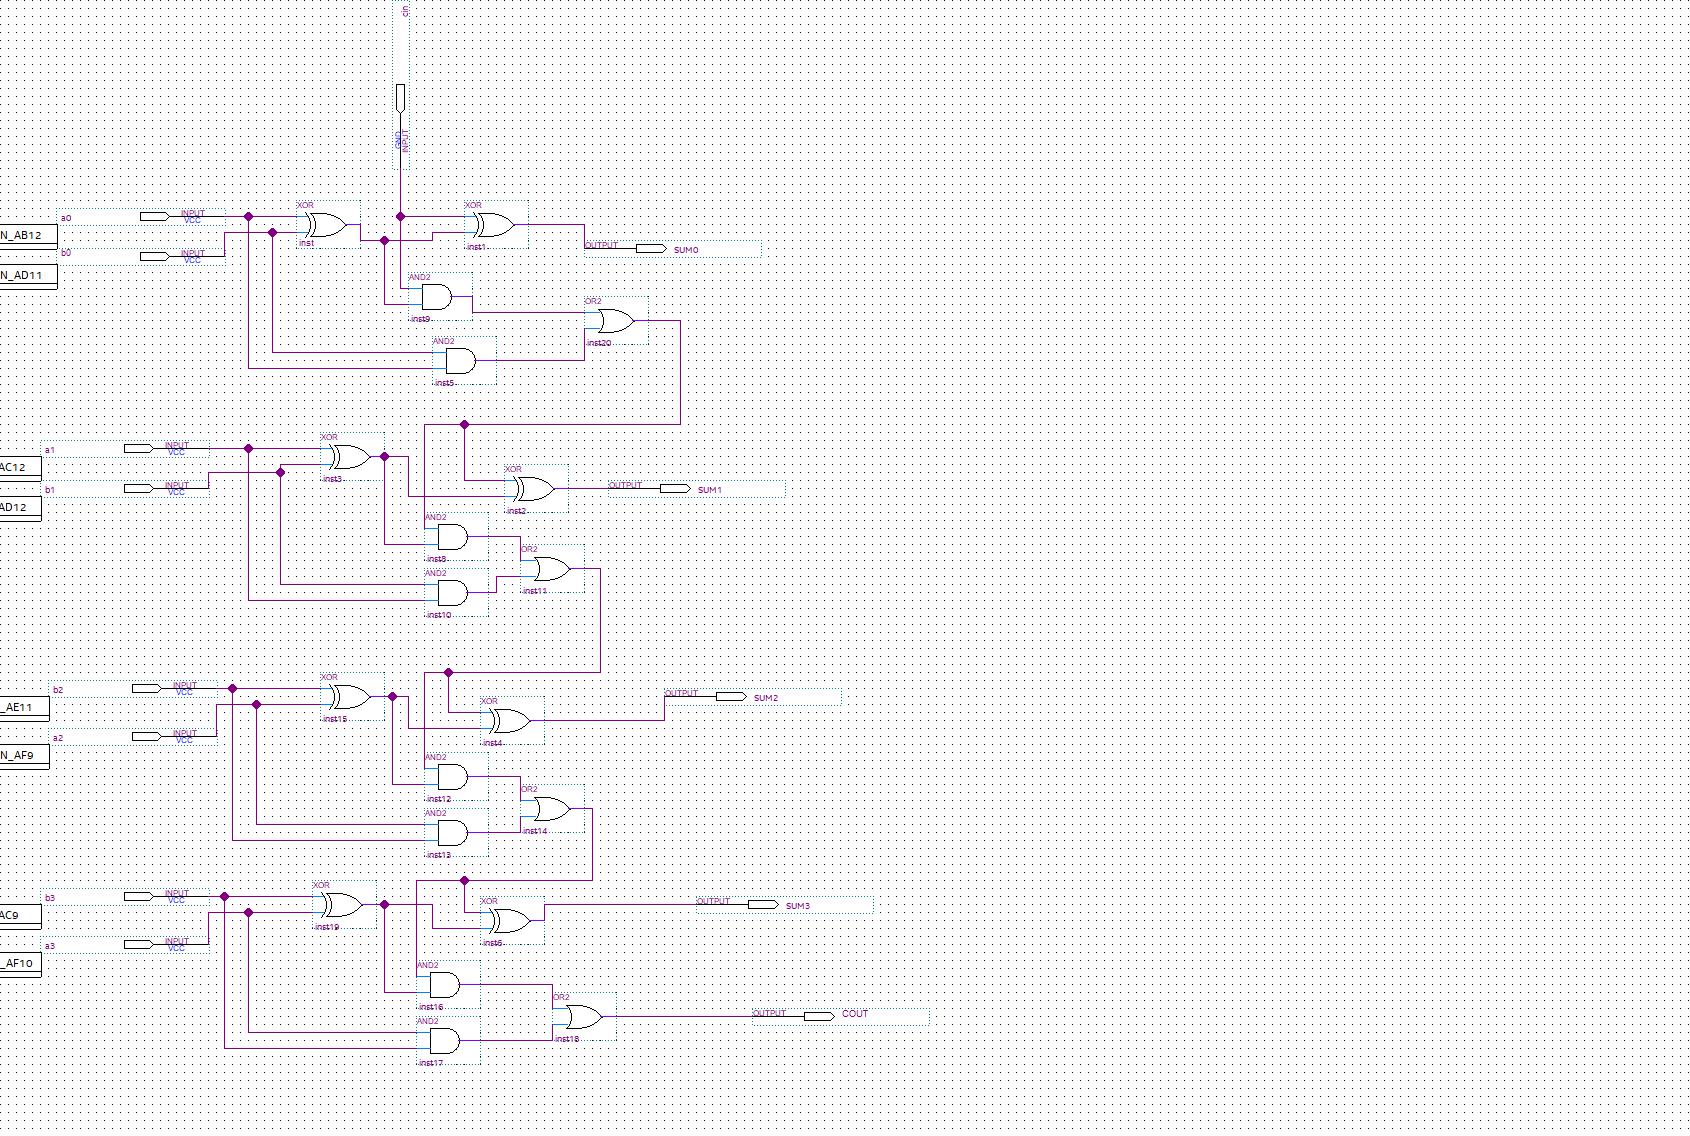 cin
GND
INPUT
a0
INPUT
VCC
N_AB12
b0
INPUT
VCC
N_AD11
XOR
inst
XOR
inst1
OUTPUT
SUM0
AND2
inst9
OR2
inst20
AND2
inst5
a1
INPUT
VCC
AC12
b1
INPUT
VCC
AD12
XOR
inst3
XOR
inst2
OUTPUT
SUM1
AND2
inst8
OR2
inst11
AND2
inst10
b2
INPUT
VCC
_AE11
a2
INPUT
VCC
N_AF9
XOR
inst15
XOR
inst4
OUTPUT
SUM2
AND2
inst12
OR2
inst14
AND2
inst13
b3
INPUT
VCC
AC9
a3
INPUT
VCC
_AF10
XOR
inst19
XOR
inst6
OUTPUT
SUM3
AND2
inst16
OR2
inst18
OUTPUT
COUT
AND2
inst17